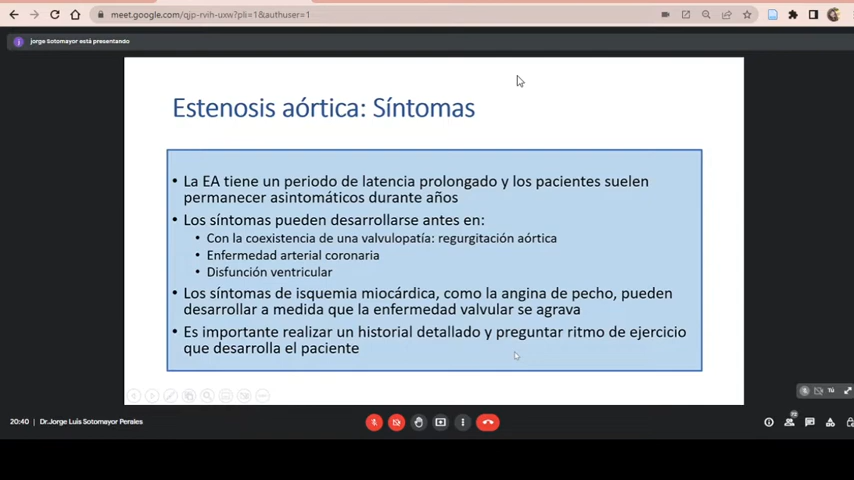 meet.google.com/qjp-rvih-uxw?pli=1&authuser=1
j
jorge Sotomayor está presentando
Estenosis aórtica: Síntomas
• La EA tiene un periodo de latencia prolongado y los pacientes suelen
permanecer asintomáticos durante años
• Los síntomas pueden desarrollarse antes en:
• Con la coexistencia de una valvulopatía: regurgitación aórtica
• Enfermedad arterial coronaria
• Disfunción ventricular
• Los síntomas de isquemia miocárdica, como la angina de pecho, pueden
desarrollar a medida que la enfermedad valvular se agrava
• Es importante realizar un historial detallado y preguntar ritmo de ejercicio
que desarrolla el paciente
Tú
20:40 | Dr.Jorge Luis Sotomayor Perales